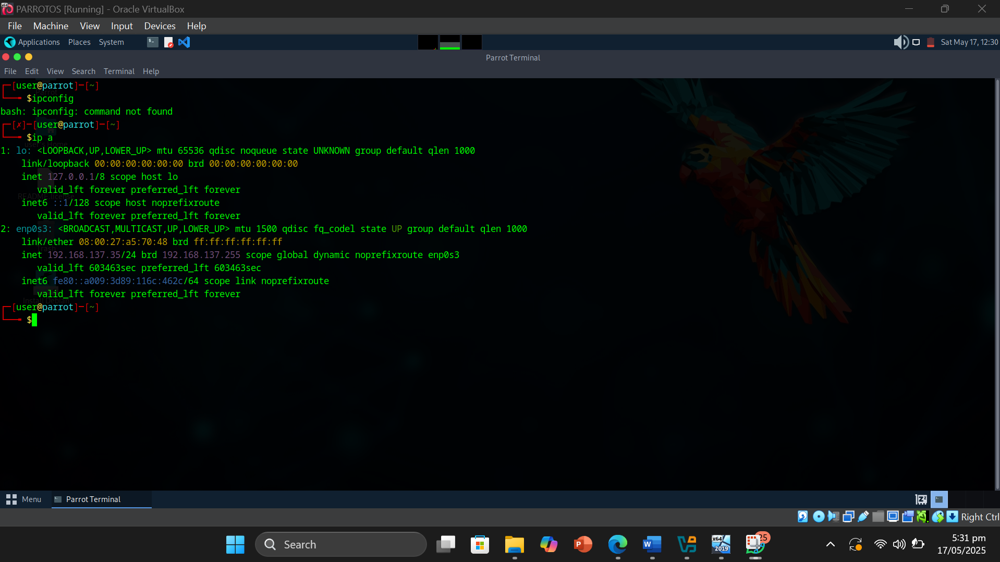 PARROTOS [Running] - Oracle VirtualBox
File Machine View Input Devices Help
Applications Places System
Sat May 17, 12:30
Parrot Terminal
File Edit View Search Terminal Help
┌─[user@parrot]─[~]
└──╼ $ipconfig
bash: ipconfig: command not found
┌─[✗]─[user@parrot]─[~]
└──╼ $ip a
1: lo: <LOOPBACK,UP,LOWER_UP> mtu 65536 qdisc noqueue state UNKNOWN group default qlen 1000
link/loopback 00:00:00:00:00:00 brd 00:00:00:00:00:00
inet 127.0.0.1/8 scope host lo
valid_lft forever preferred_lft forever
inet6 ::1/128 scope host noprefixroute
valid_lft forever preferred_lft forever
2: enp0s3: <BROADCAST,MULTICAST,UP,LOWER_UP> mtu 1500 qdisc fq_codel state UP group default qlen 1000
link/ether 08:00:27:a5:70:48 brd ff:ff:ff:ff:ff:ff
inet 192.168.137.35/24 brd 192.168.137.255 scope global dynamic noprefixroute enp0s3
valid_lft 603463sec preferred_lft 603463sec
inet6 fe80::a009:3d89:116c:462c/64 scope link noprefixroute
valid_lft forever preferred_lft forever
┌─[user@parrot]─[~]
└──╼ $
Menu Parrot Terminal
Right Ctrl
Search
x64
2019
25
5:31 pm
17/05/2025